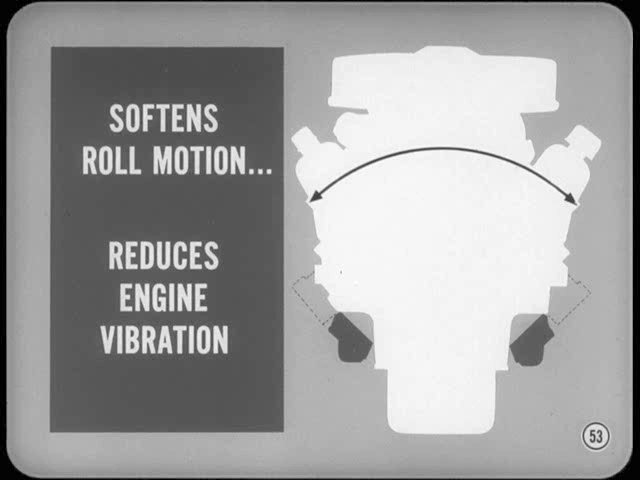 SOFTENS
ROLL MOTION...
REDUCES
ENGINE
VIBRATION
53